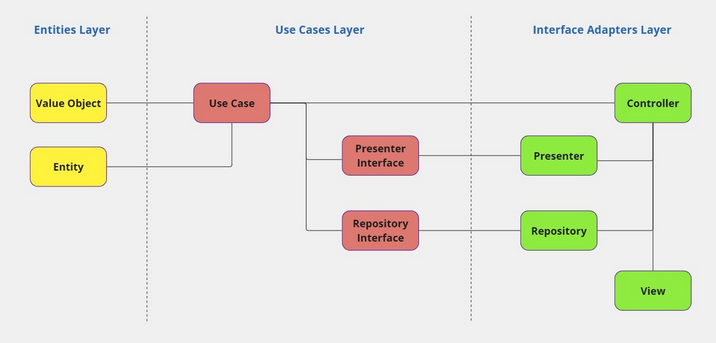 Entities Layer
Use Cases Layer
Interface Adapters Layer
Value Object
Use Case
Controller
Presenter
Interface
Presenter
Entity
Repository
Interface
Repository
View